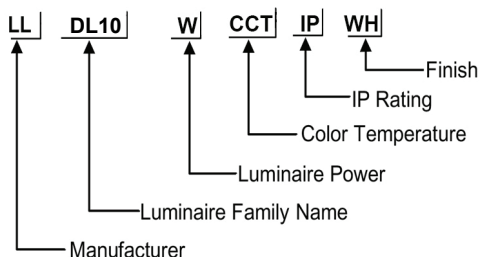 LL DL10 W CCT IP WH
Finish
IP Rating
Color Temperature
Luminaire Power
Luminaire Family Name
Manufacturer